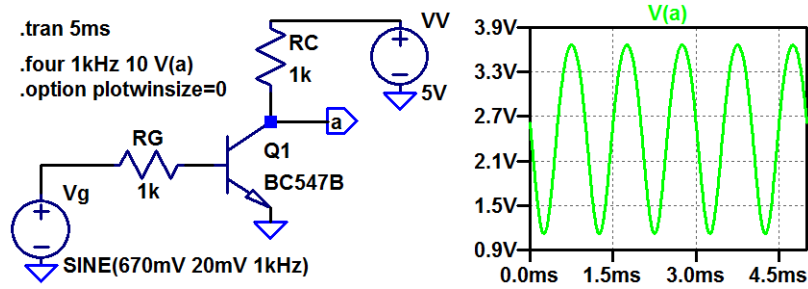 .tran 5ms
.four 1kHz 10 V(a)
.option plotwinsize=0
RC
1k
VV
5V
a
RG
1k
Q1
BC547B
Vg
SINE(670mV 20mV 1kHz)
V(a)
3.9V
3.3V
2.7V
2.1V
1.5V
0.9V
0.0ms 1.5ms 3.0ms 4.5ms